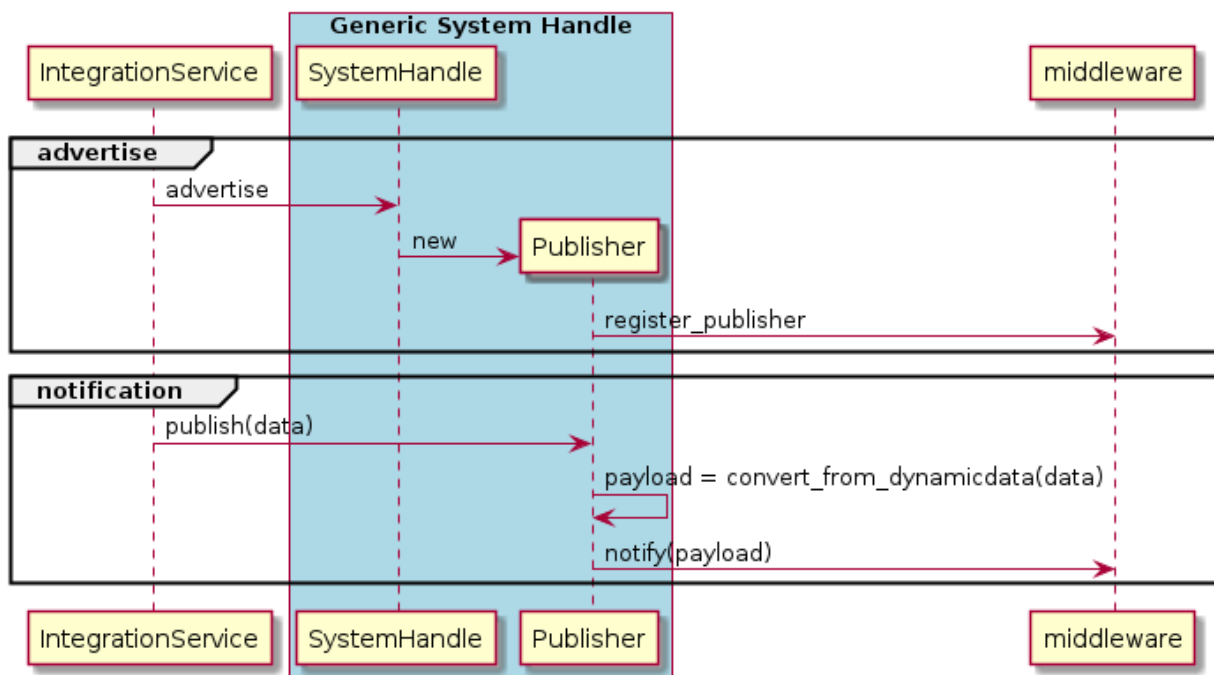 Generic System Handle
IntegrationService
SystemHandle
middleware
advertise
advertise
new
Publisher
register_publisher
notification
publish(data)
payload = convert_from_dynamicdata(data)
notify(payload)
IntegrationService
SystemHandle
Publisher
middleware